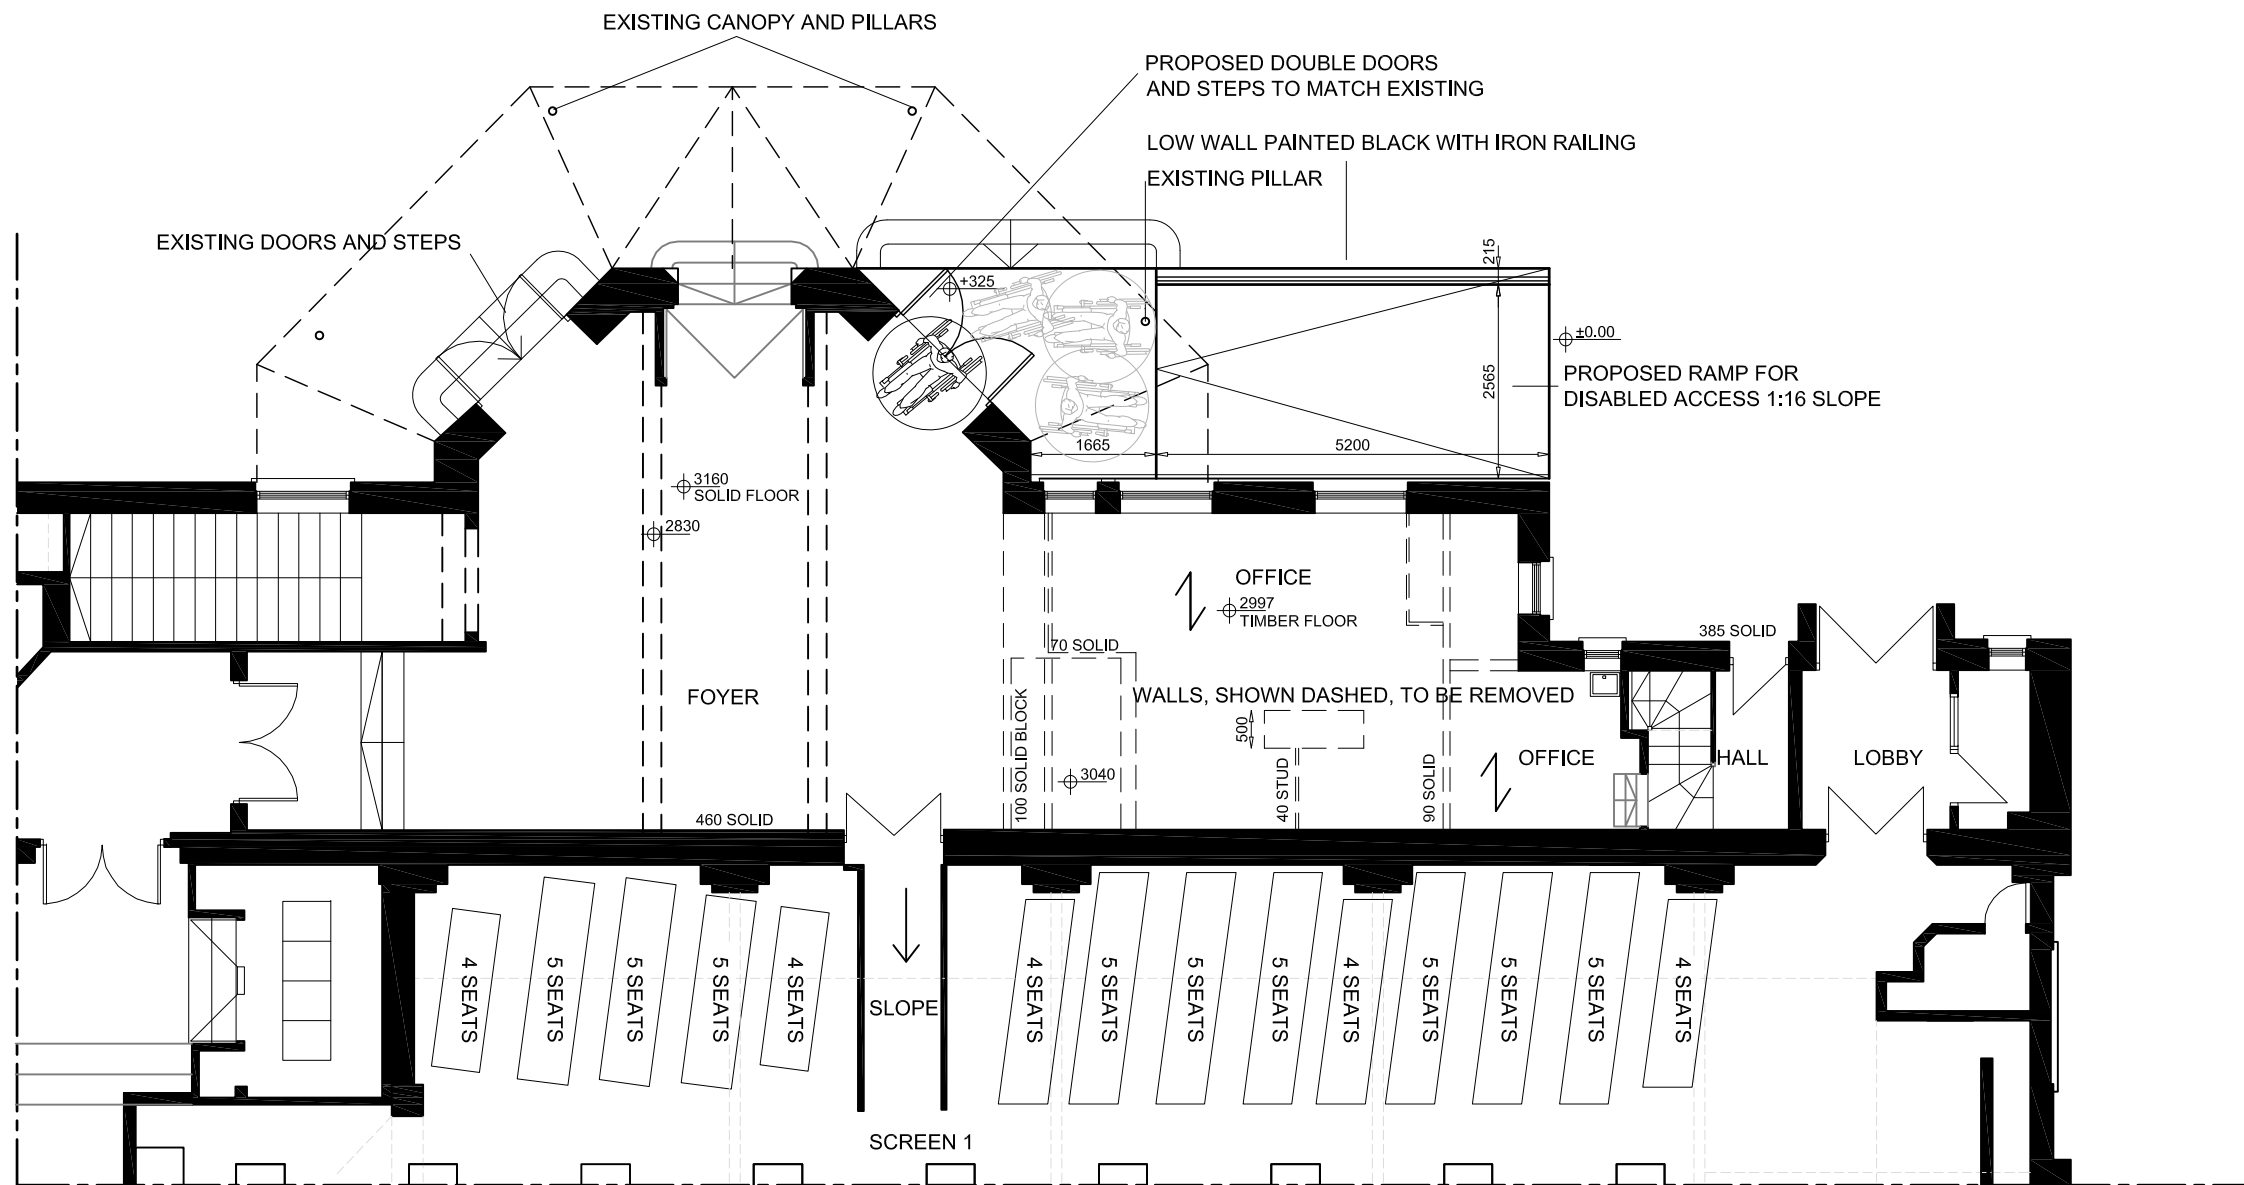 EXISTING CANOPY AND PILLARS
PROPOSED DOUBLE DOORS
AND STEPS TO MATCH EXISTING
LOW WALL PAINTED BLACK WITH IRON RAILING
EXISTING PILLAR
EXISTING DOORS AND STEPS
215
+325
±0.00
PROPOSED RAMP FOR
DISABLED ACCESS 1:16 SLOPE
2565
1665
5200
3160
SOLID FLOOR
2830
OFFICE
2997
TIMBER FLOOR
385 SOLID
70 SOLID
FOYER
WALLS, SHOWN DASHED, TO BE REMOVED
500
100 SOLID BLOCK
3040
40 STUD
90 SOLID
OFFICE
HALL
LOBBY
460 SOLID
4 SEATS
5 SEATS
5 SEATS
5 SEATS
4 SEATS
SLOPE
4 SEATS
5 SEATS
5 SEATS
5 SEATS
4 SEATS
5 SEATS
5 SEATS
5 SEATS
4 SEATS
SCREEN 1